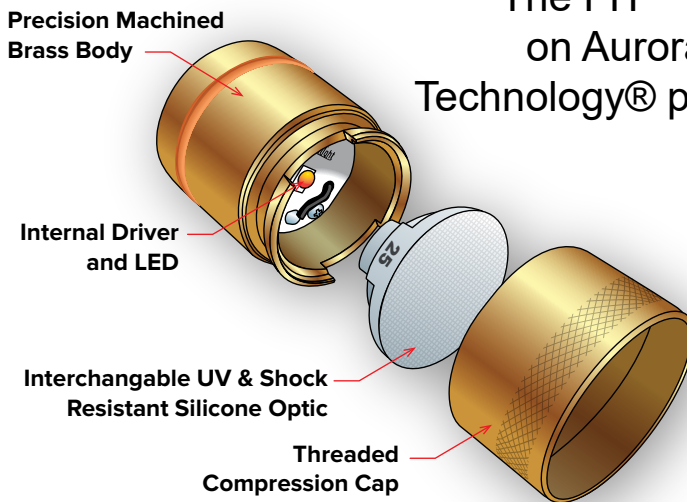 Precision Machined
Brass Body
on Aurora
Technology® p
Internal Driver
and LED
25
Interchangable UV & Shock
Resistant Silicone Optic
Threaded
Compression Cap